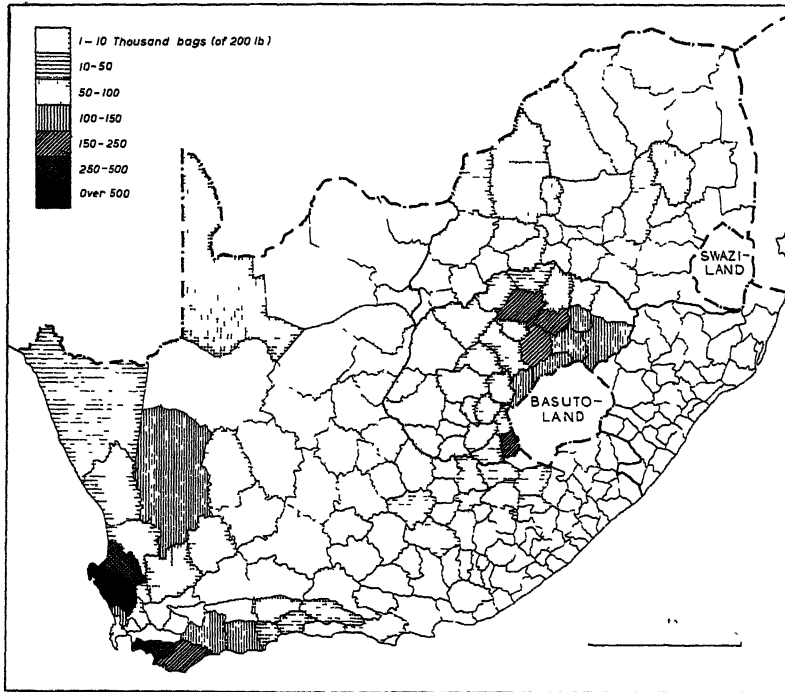 1–10 Thousand bags (of 200 lb)
10–50
50–100
100–150
150–250
250–500
Over 500
SWAZI-
LAND
BASUTO-
LAND